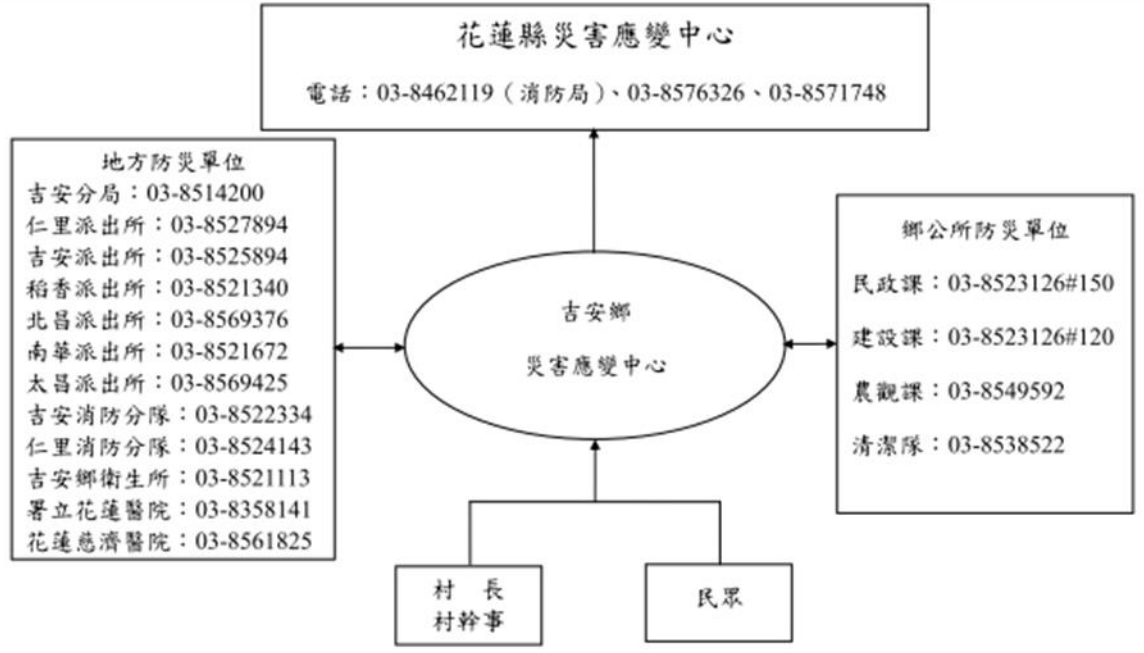 花蓮縣災害應變中心
電話：03-8462119（消防局）、03-8576326、03-8571748
地方防災單位
吉安分局：03-8514200
仁里派出所：03-8527894
吉安派出所：03-8525894
稻香派出所：03-8521340
北昌派出所：03-8569376
南華派出所：03-8521672
太昌派出所：03-8569425
吉安消防分隊：03-8522334
仁里消防分隊：03-8524143
吉安鄉衛生所：03-8521113
署立花蓮醫院：03-8358141
花蓮慈濟醫院：03-8561825
吉安鄉
災害應變中心
鄉公所防災單位
民政課：03-8523126#150
建設課：03-8523126#120
農觀課：03-8549592
清潔隊：03-8538522
村　長
村幹事
民眾